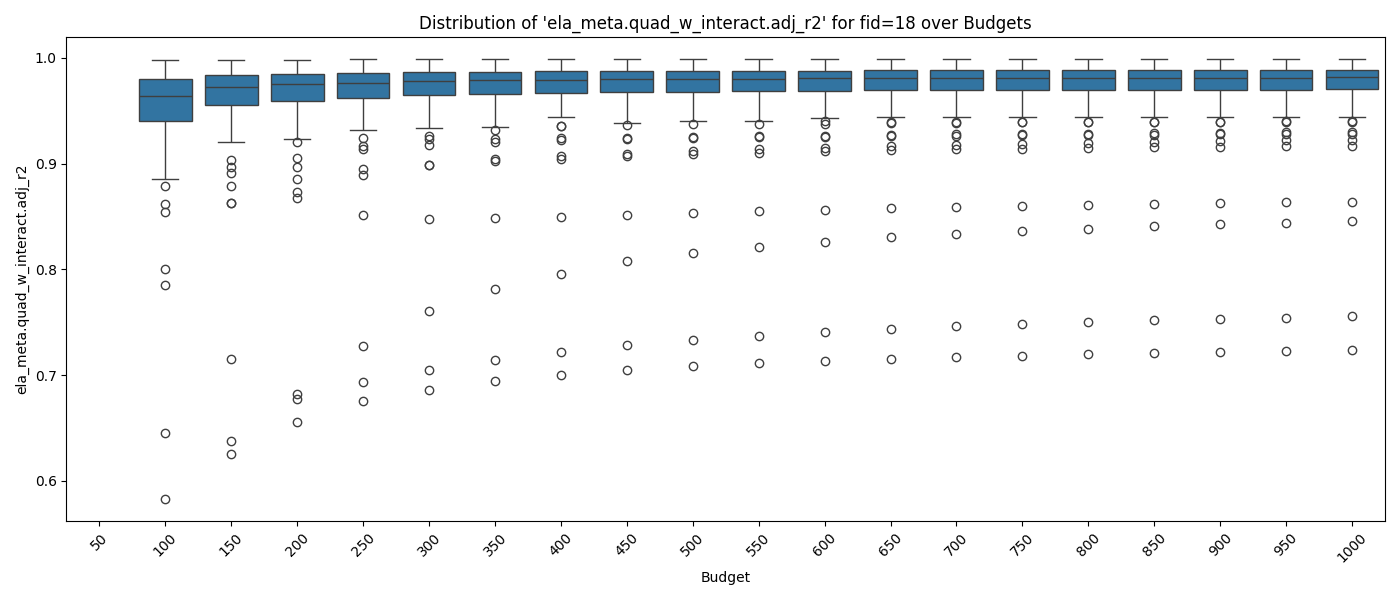 Distribution of 'ela_meta.quad_w_interact.adj_r2' for fid=18 over Budgets
ela_meta.quad_w_interact.adj_r2
1.0
0.9
0.8
0.7
0.6
50 100 150 200 250 300 350 400 450 500 550 600 650 700 750 800 850 900 950 1000
Budget